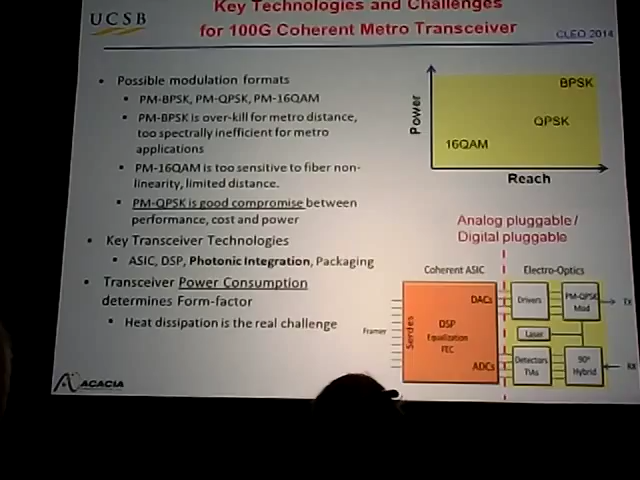 Key Technologies and Challenges
for 100G Coherent Metro Transceiver
UCSB
CLEO 2014
• Possible modulation formats
• PM-BPSK, PM-QPSK, PM-16QAM
• PM-BPSK is over-kill for metro distance,
too spectrally inefficient for metro
applications
• PM-16QAM is too sensitive to fiber non-
linearity, limited distance.
• PM-QPSK is good compromise between
performance, cost and power
• Key Transceiver Technologies
• ASIC, DSP, Photonic Integration, Packaging
• Transceiver Power Consumption
determines Form-factor
• Heat dissipation is the real challenge
ACACIA
Power
BPSK
QPSK
16QAM
Reach
Analog pluggable /
Digital pluggable
Coherent ASIC
Electro-Optics
Framer
Serdes
DACs
DSP
Equalization
FEC
ADCs
Drivers
PM-QPSK
Mod
TX
Laser
Detectors
TIAs
90°
Hybrid
RX